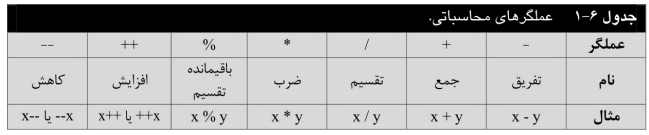 جدول ۶-۱ عملگرهای محاسباتی.
عملگر - + / * % ++ --
نام تفریق جمع تقسیم ضرب باقیمانده تقسیم افزایش کاهش
مثال x - y x + y x / y x * y x % y x++ یا ++x x-- یا --x